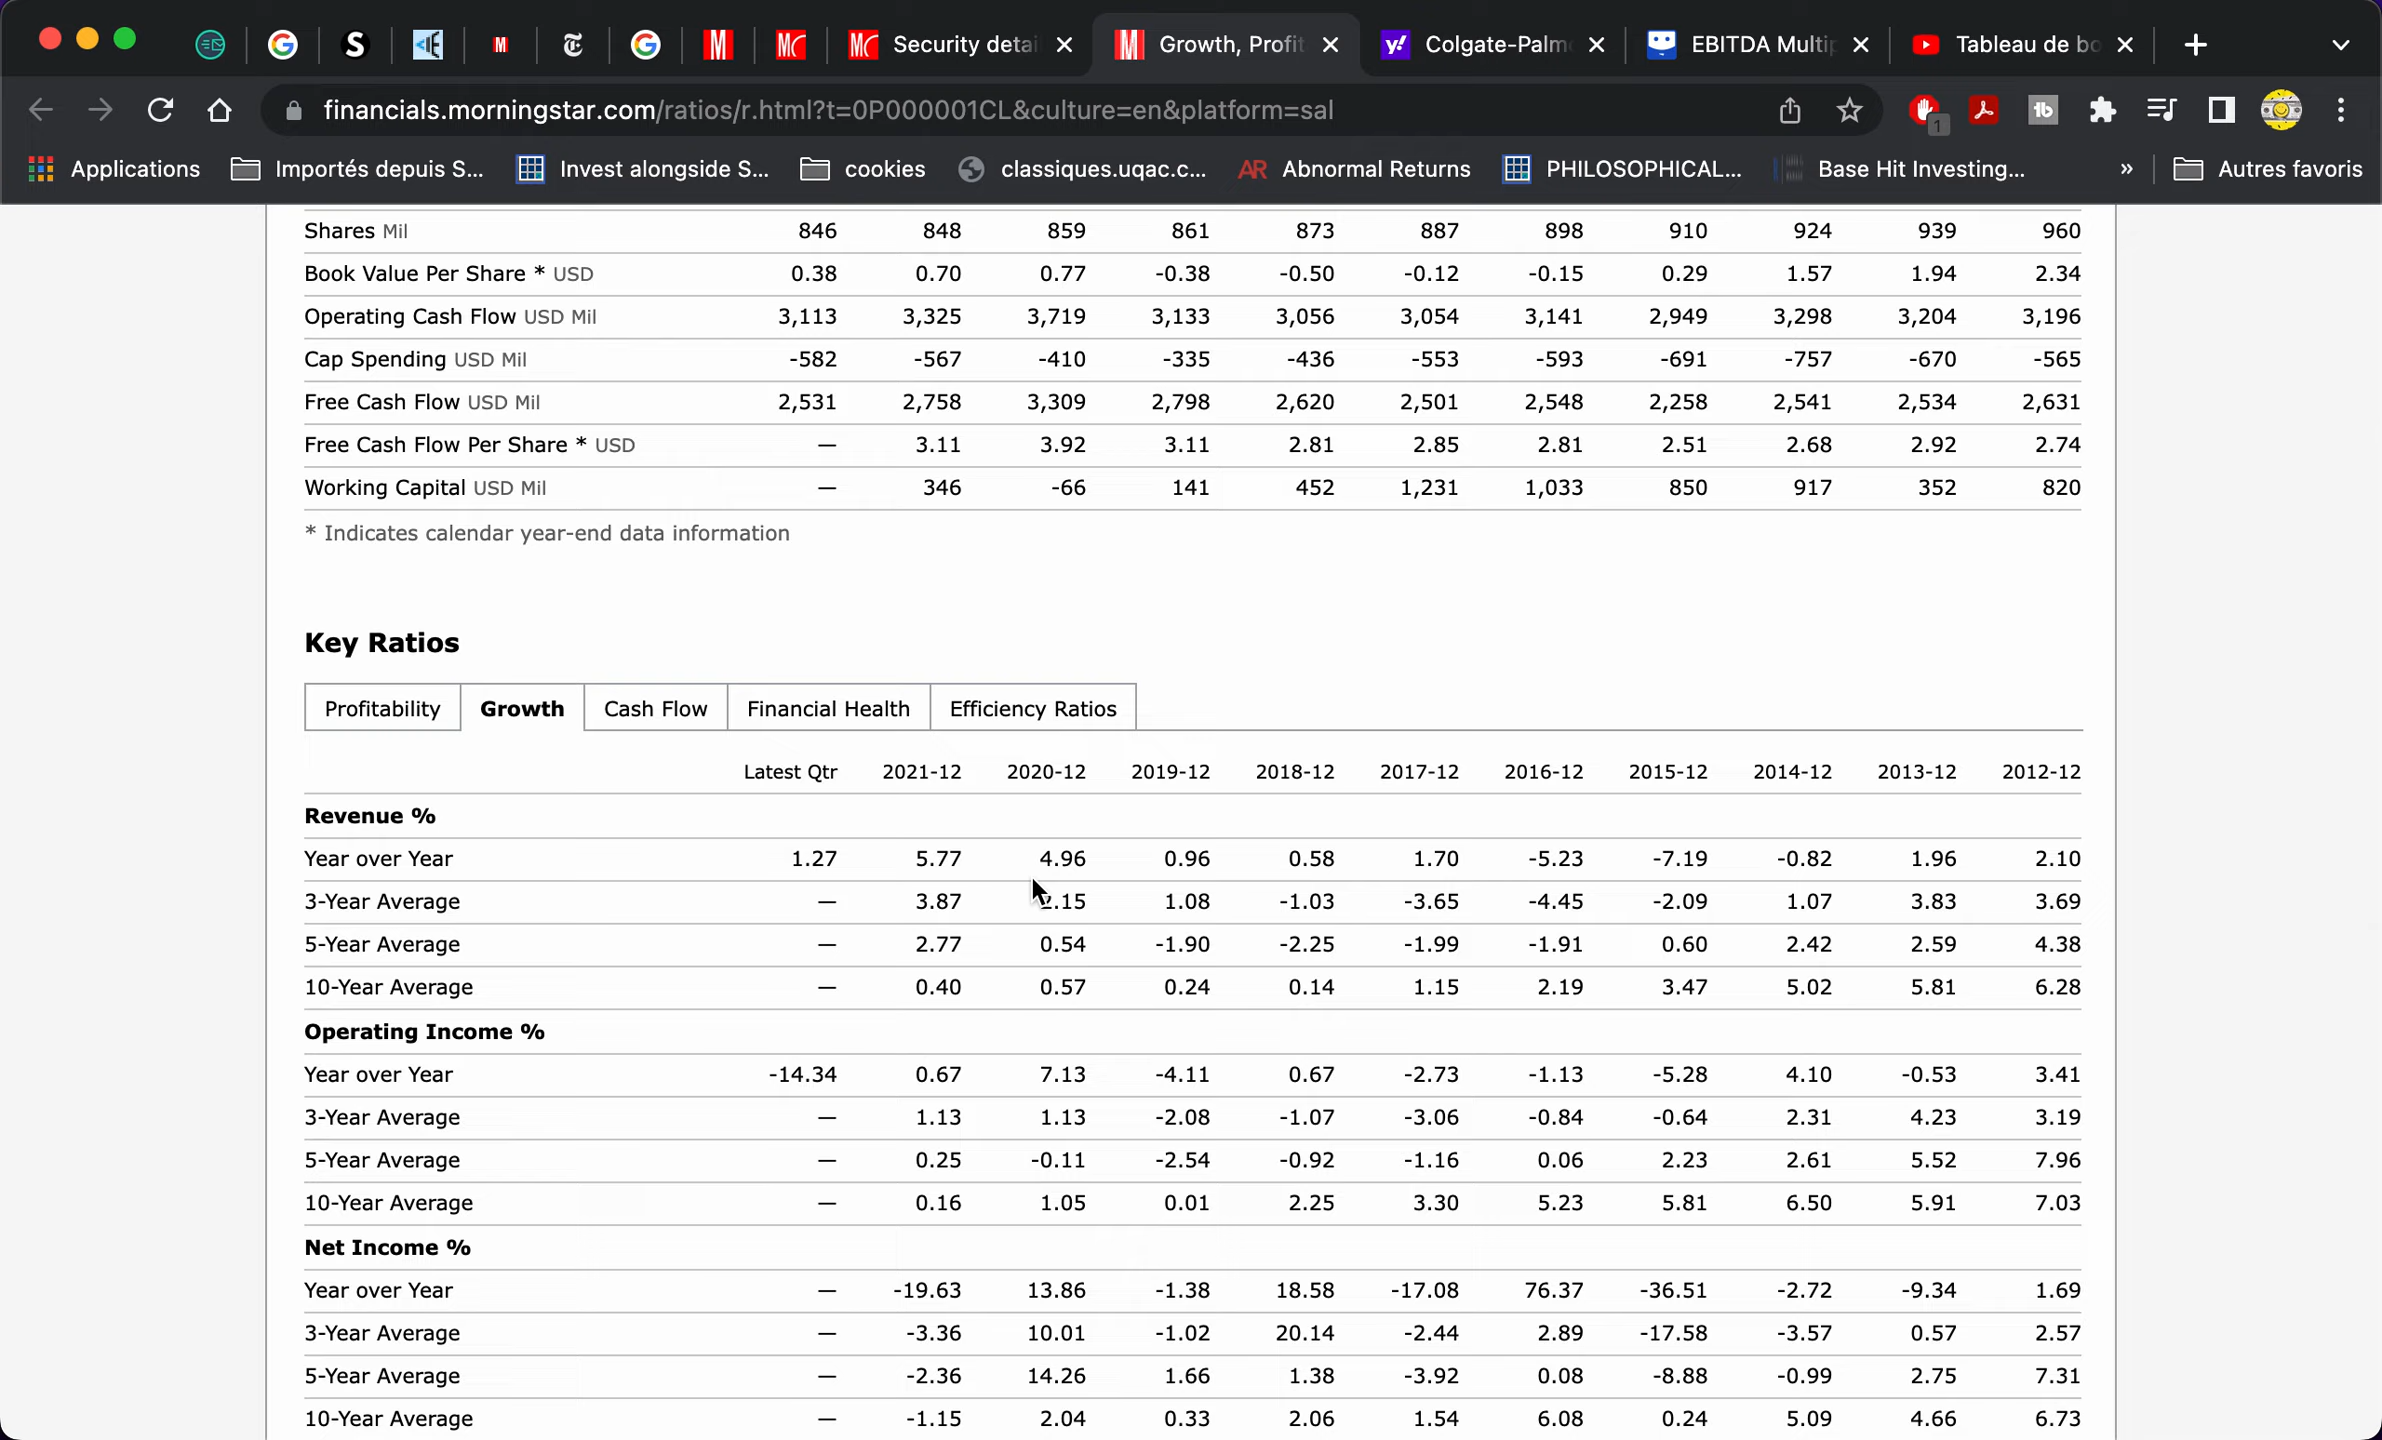 Security detai
Growth, Profit
Colgate-Palm
EBITDA Multip
Tableau de bo
financials.morningstar.com/ratios/r.html?t=0P000001CL&culture=en&platform=sal
1
Applications Importés depuis S... Invest alongside S... cookies classiques.uqac.c... AR Abnormal Returns PHILOSOPHICAL... Base Hit Investing... » Autres favoris
Shares Mil 846 848 859 861 873 887 898 910 924 939 960
Book Value Per Share * USD 0.38 0.70 0.77 -0.38 -0.50 -0.12 -0.15 0.29 1.57 1.94 2.34
Operating Cash Flow USD Mil 3,113 3,325 3,719 3,133 3,056 3,054 3,141 2,949 3,298 3,204 3,196
Cap Spending USD Mil -582 -567 -410 -335 -436 -553 -593 -691 -757 -670 -565
Free Cash Flow USD Mil 2,531 2,758 3,309 2,798 2,620 2,501 2,548 2,258 2,541 2,534 2,631
Free Cash Flow Per Share * USD — 3.11 3.92 3.11 2.81 2.85 2.81 2.51 2.68 2.92 2.74
Working Capital USD Mil — 346 -66 141 452 1,231 1,033 850 917 352 820
* Indicates calendar year-end data information
Key Ratios
Profitability Growth Cash Flow Financial Health Efficiency Ratios
Latest Qtr 2021-12 2020-12 2019-12 2018-12 2017-12 2016-12 2015-12 2014-12 2013-12 2012-12
Revenue %
Year over Year 1.27 5.77 4.96 0.96 0.58 1.70 -5.23 -7.19 -0.82 1.96 2.10
3-Year Average — 3.87 2.15 1.08 -1.03 -3.65 -4.45 -2.09 1.07 3.83 3.69
5-Year Average — 2.77 0.54 -1.90 -2.25 -1.99 -1.91 0.60 2.42 2.59 4.38
10-Year Average — 0.40 0.57 0.24 0.14 1.15 2.19 3.47 5.02 5.81 6.28
Operating Income %
Year over Year -14.34 0.67 7.13 -4.11 0.67 -2.73 -1.13 -5.28 4.10 -0.53 3.41
3-Year Average — 1.13 1.13 -2.08 -1.07 -3.06 -0.84 -0.64 2.31 4.23 3.19
5-Year Average — 0.25 -0.11 -2.54 -0.92 -1.16 0.06 2.23 2.61 5.52 7.96
10-Year Average — 0.16 1.05 0.01 2.25 3.30 5.23 5.81 6.50 5.91 7.03
Net Income %
Year over Year — -19.63 13.86 -1.38 18.58 -17.08 76.37 -36.51 -2.72 -9.34 1.69
3-Year Average — -3.36 10.01 -1.02 20.14 -2.44 2.89 -17.58 -3.57 0.57 2.57
5-Year Average — -2.36 14.26 1.66 1.38 -3.92 0.08 -8.88 -0.99 2.75 7.31
10-Year Average — -1.15 2.04 0.33 2.06 1.54 6.08 0.24 5.09 4.66 6.73